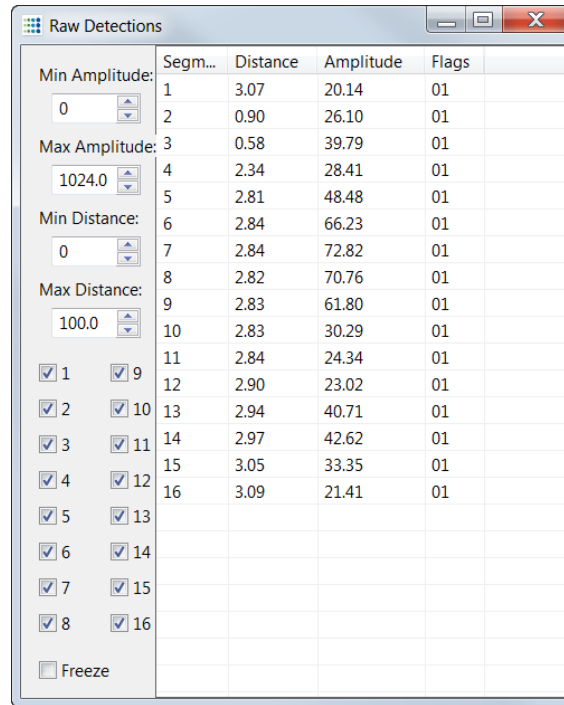 Raw Detections
Min Amplitude:
0
Max Amplitude:
1024.0
Min Distance:
0
Max Distance:
100.0
1 9
2 10
3 11
4 12
5 13
6 14
7 15
8 16
Freeze
Segm... Distance Amplitude Flags
1 3.07 20.14 01
2 0.90 26.10 01
3 0.58 39.79 01
4 2.34 28.41 01
5 2.81 48.48 01
6 2.84 66.23 01
7 2.84 72.82 01
8 2.82 70.76 01
9 2.83 61.80 01
10 2.83 30.29 01
11 2.84 24.34 01
12 2.90 23.02 01
13 2.94 40.71 01
14 2.97 42.62 01
15 3.05 33.35 01
16 3.09 21.41 01